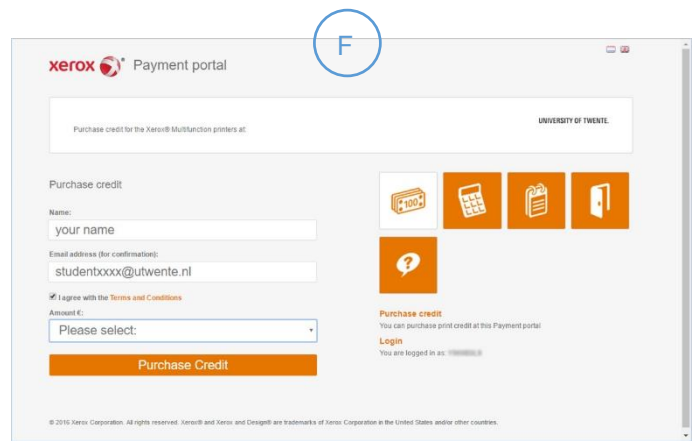 F
xerox Payment portal
Purchase credit for the Xerox® Multifunction printers at:
UNIVERSITY OF TWENTE.
Purchase credit
Name:
your name
Email address (for confirmation):
studentxxxx@utwente.nl
I agree with the Terms and Conditions
Amount €:
Please select:
Purchase Credit
100
?
Purchase credit
You can purchase print credit at this Payment portal
Login
You are logged in as:
© 2016 Xerox Corporation. All rights reserved. Xerox® and Xerox and Design® are trademarks of Xerox Corporation in the United States and/or other countries.